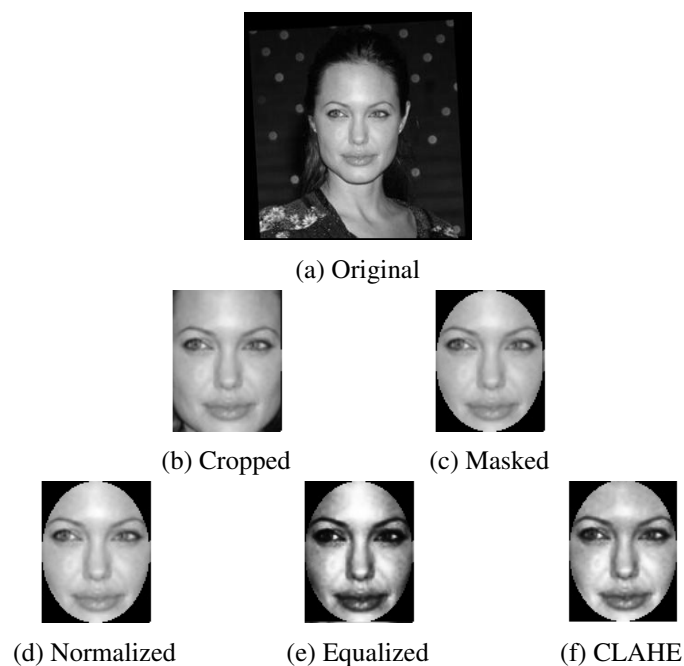 (a) Original
(b) Cropped
(c) Masked
(d) Normalized
(e) Equalized
(f) CLAHE